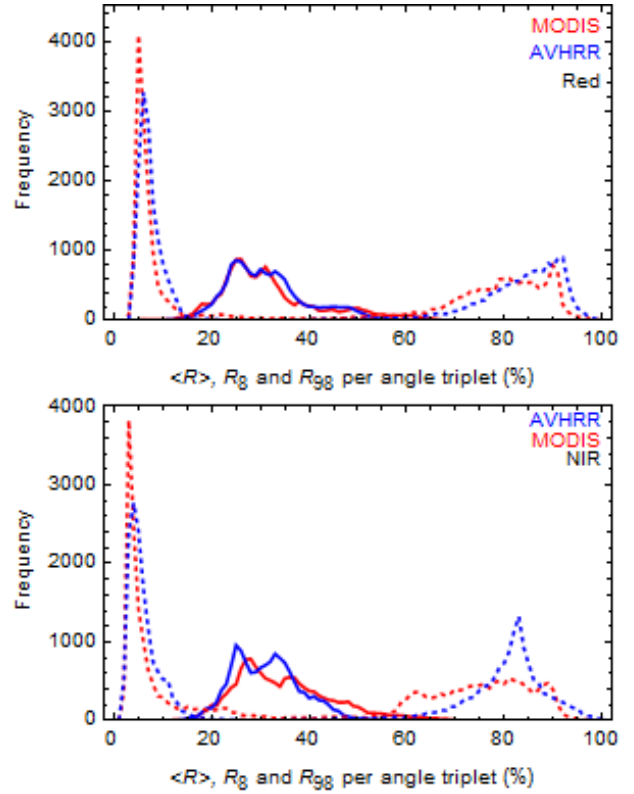 4000
3000
2000
1000
0
Frequency
MODIS
AVHRR
Red
0 20 40 60 80 100
<R>, R8 and R98 per angle triplet (%)
4000
3000
2000
1000
0
Frequency
AVHRR
MODIS
NIR
0 20 40 60 80 100
<R>, R8 and R98 per angle triplet (%)